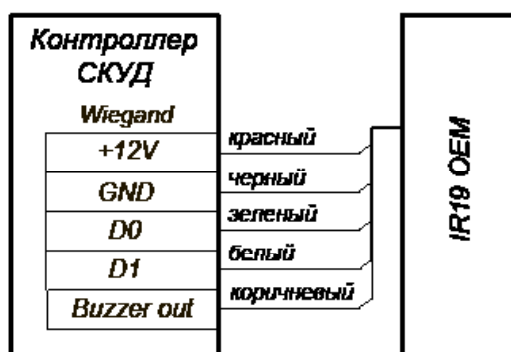 Контроллер
СКУД
Wiegand
+12V
красный
GND
черный
D0
зеленый
D1
белый
Buzzer out
коричневый
IR19 OEM